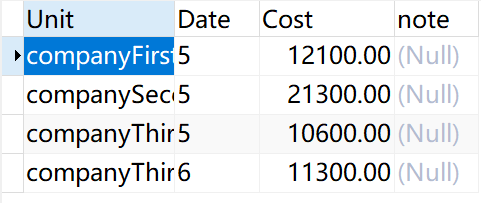 Unit Date Cost note
companyFirst 5 12100.00 (Null)
companySeco 5 21300.00 (Null)
companyThir 5 10600.00 (Null)
companyThir 6 11300.00 (Null)